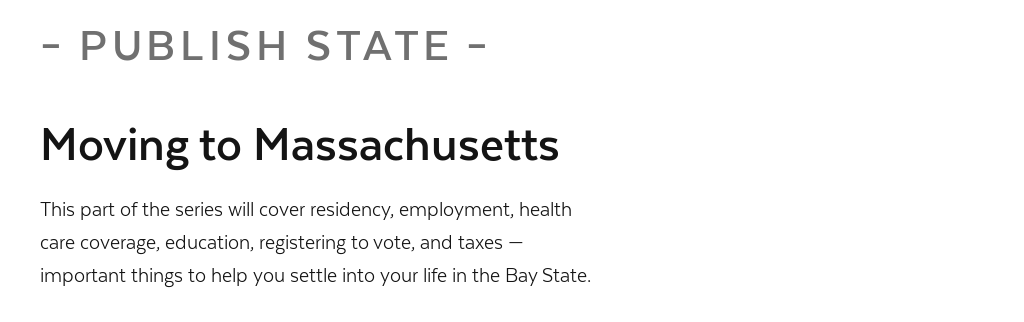 – PUBLISH STATE –
Moving to Massachusetts
This part of the series will cover residency, employment, health
care coverage, education, registering to vote, and taxes —
important things to help you settle into your life in the Bay State.